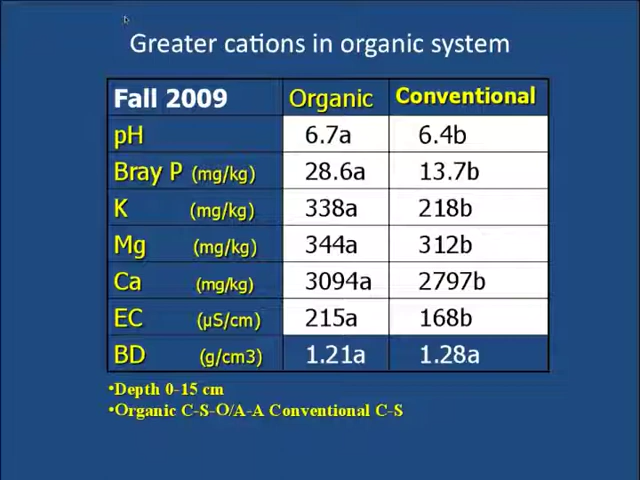 Greater cations in organic system
Fall 2009 Organic Conventional
pH 6.7a 6.4b
Bray P (mg/kg) 28.6a 13.7b
K (mg/kg) 338a 218b
Mg (mg/kg) 344a 312b
Ca (mg/kg) 3094a 2797b
EC (µS/cm) 215a 168b
BD (g/cm3) 1.21a 1.28a
•Depth 0-15 cm
•Organic C-S-O/A-A Conventional C-S